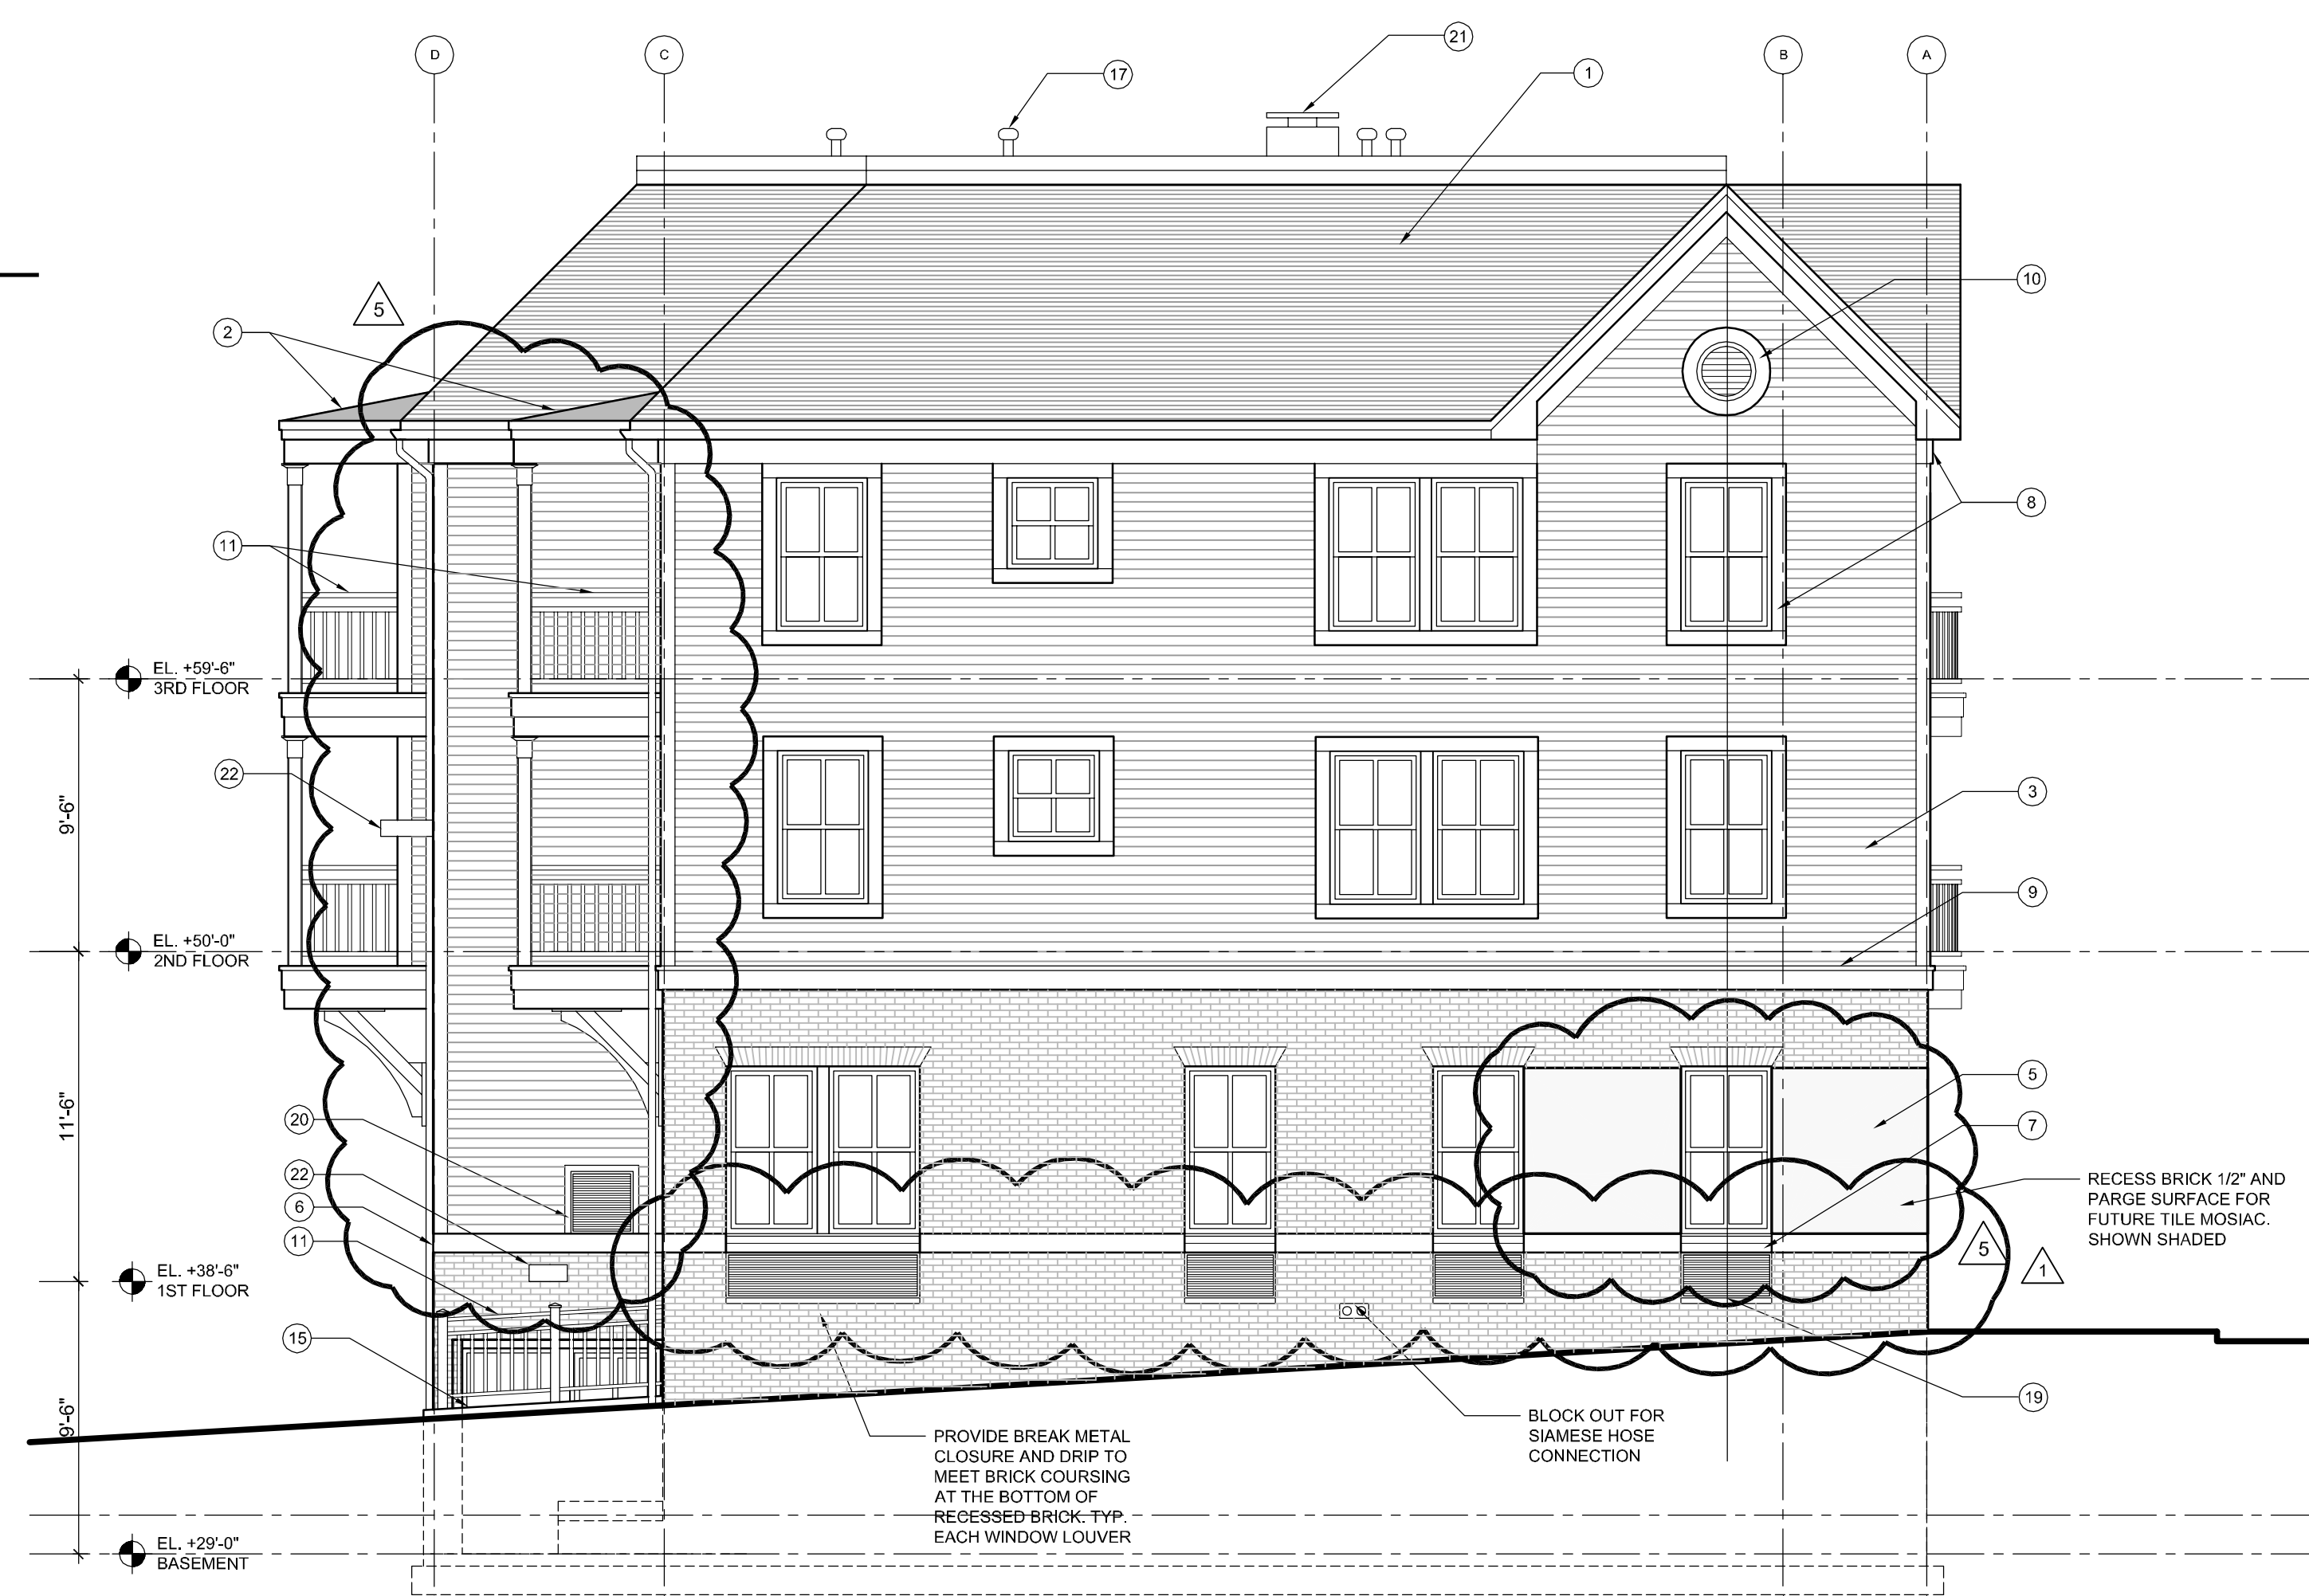 D
C
21
17
1
B
A
10
5
2
8
11
EL. +59'-6"
3RD FLOOR
22
3
9'-6"
9
EL. +50'-0"
2ND FLOOR
5
20
7
11'-6"
22
RECESS BRICK 1/2" AND
PARGE SURFACE FOR
FUTURE TILE MOSIAC.
SHOWN SHADED
6
11
5
1
EL. +38'-6"
1ST FLOOR
15
19
9'-6"
PROVIDE BREAK METAL
CLOSURE AND DRIP TO
MEET BRICK COURSING
AT THE BOTTOM OF
RECESSED BRICK. TYP.
EACH WINDOW LOUVER
BLOCK OUT FOR
SIAMESE HOSE
CONNECTION
EL. +29'-0"
BASEMENT